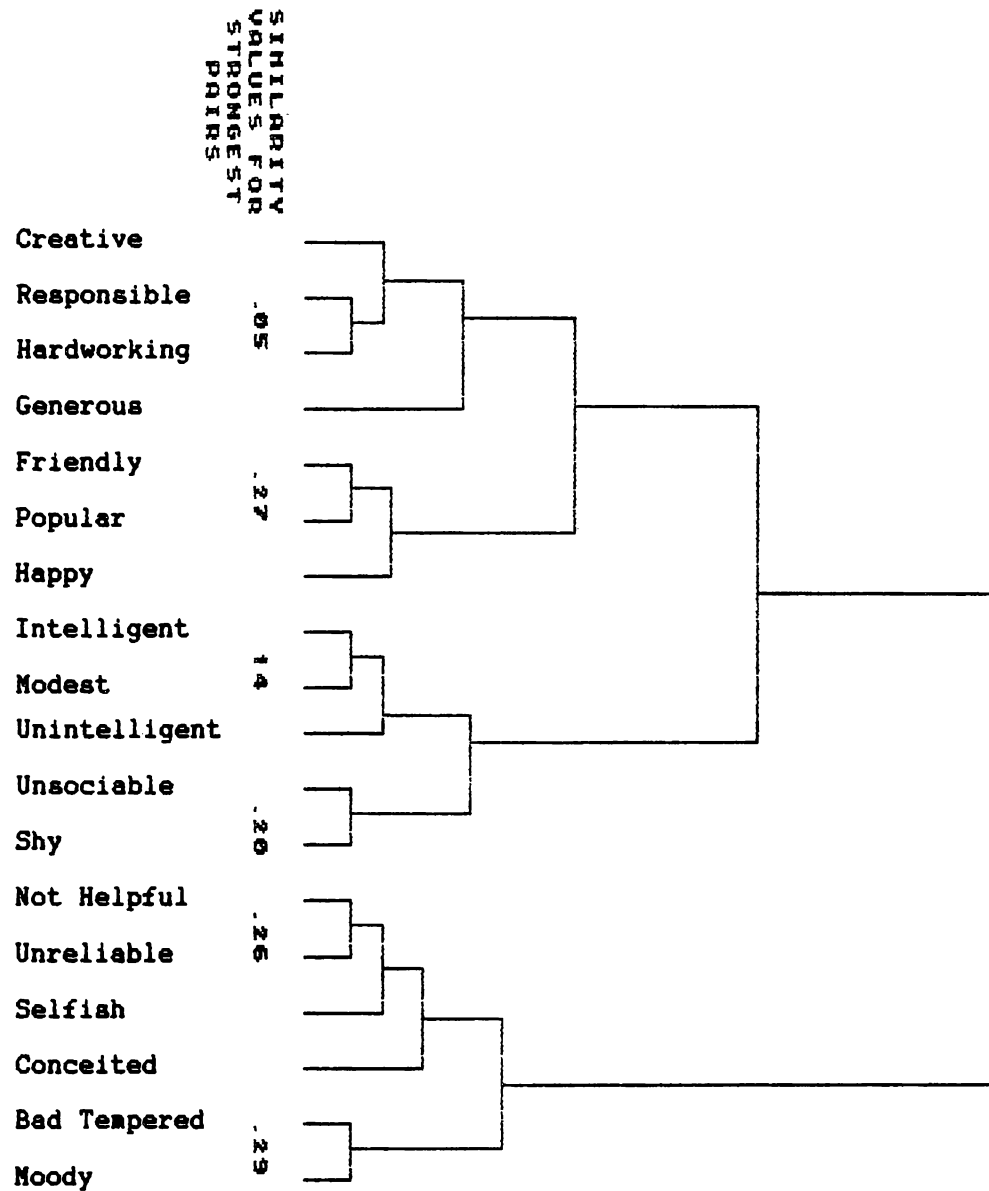 SIMILARITY
VALUES FOR
STRONGEST
PAIRS
Creative
Responsible
.05
Hardworking
Generous
Friendly
.27
Popular
Happy
Intelligent
14
Modest
Unintelligent
Unsociable
.20
Shy
Not Helpful
.26
Unreliable
Selfish
Conceited
Bad Tempered
.29
Moody